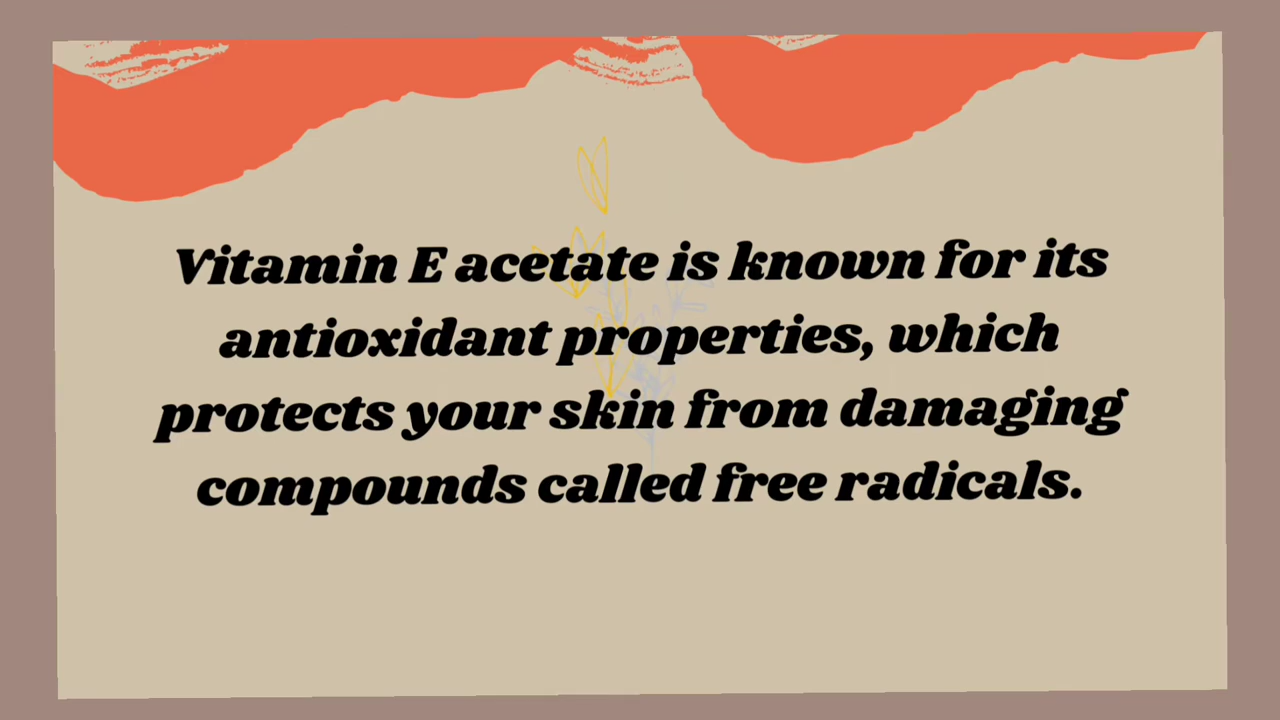 Vitamin E acetate is known for its
antioxidant properties, which
protects your skin from damaging
compounds called free radicals.